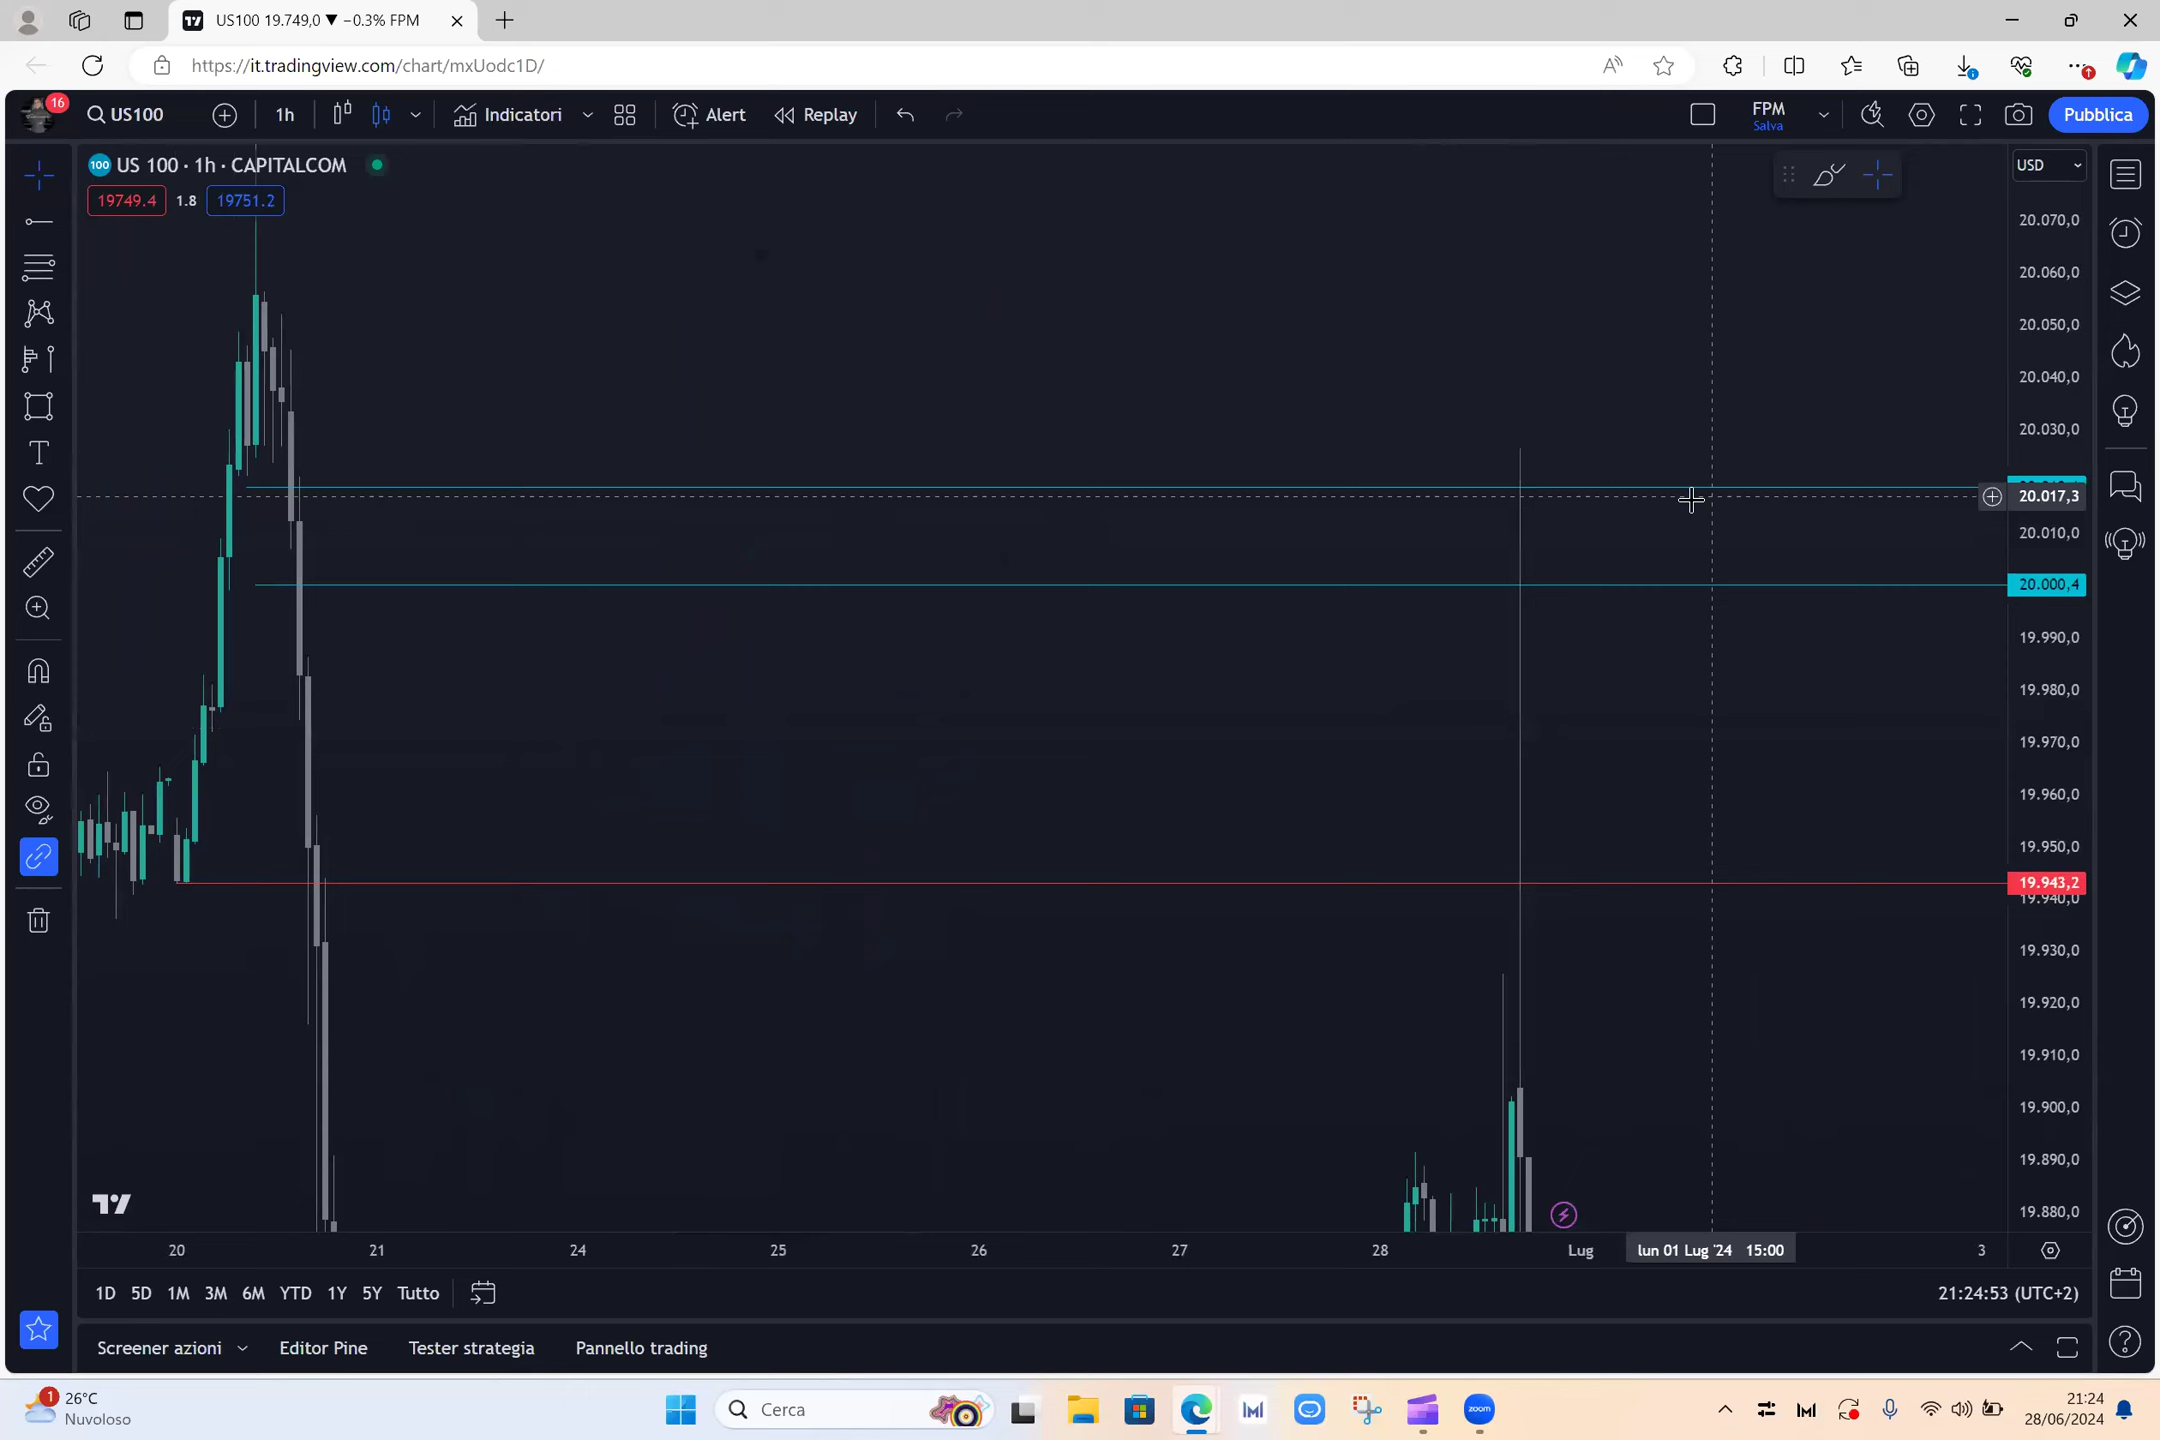 US100 19.749,0 ▼ −0.3% FPM
https://it.tradingview.com/chart/mxUodc1D/
16
US100
1h
Indicatori
Alert
Replay
FPM
Salva
Pubblica
100
US 100 · 1h · CAPITALCOM
USD
19749.4
1.8
19751.2
20.070,0
20.060,0
20.050,0
20.040,0
20.030,0
20.017,3
20.010,0
20.000,4
19.990,0
19.980,0
19.970,0
19.960,0
19.950,0
19.943,2
19.940,0
19.930,0
19.920,0
19.910,0
19.900,0
19.890,0
19.880,0
20 21 24 25 26 27 28 Lug lun 01 Lug '24 15:00 3
1D 5D 1M 3M 6M YTD 1Y 5Y Tutto
21:24:53 (UTC+2)
Screener azioni
Editor Pine
Tester strategia
Pannello trading
1
26°C
Nuvoloso
Cerca
zoom
21:24
28/06/2024